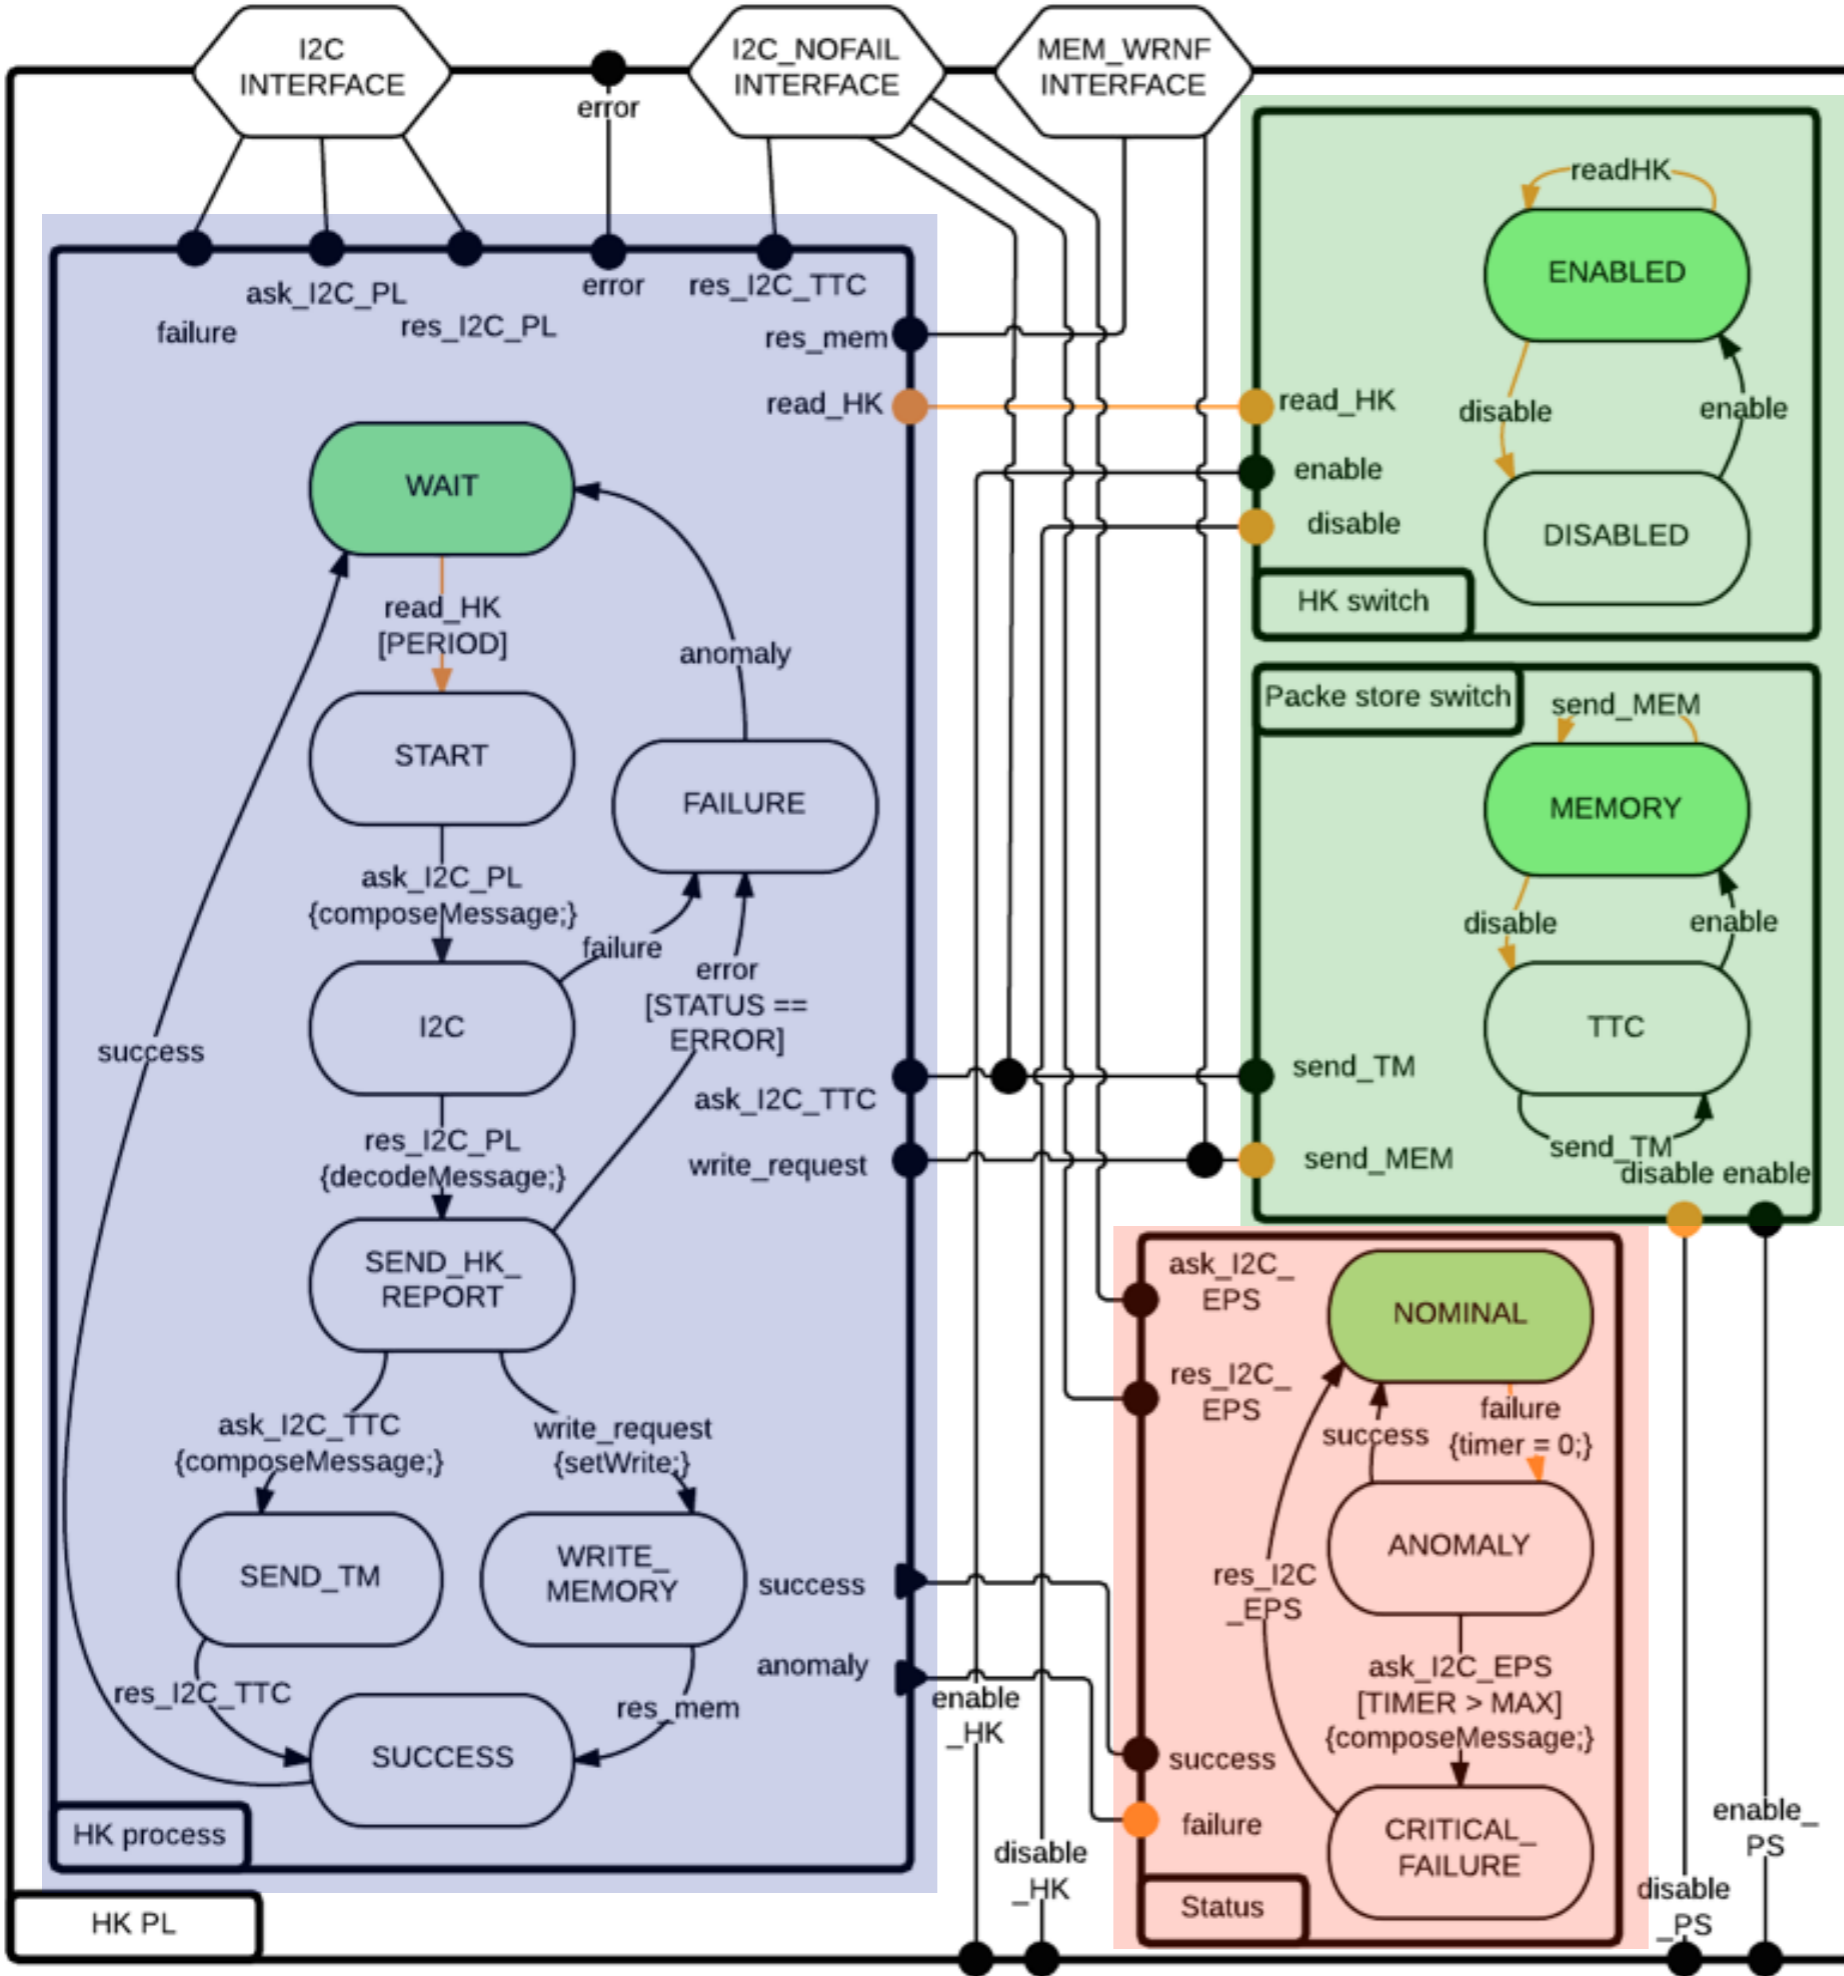 I2C
INTERFACE
error
I2C_NOFAIL
INTERFACE
MEM_WRNF
INTERFACE
failure
ask_I2C_PL
res_I2C_PL
error
res_I2C_TTC
res_mem
read_HK
WAIT
read_HK
[PERIOD]
anomaly
START
FAILURE
ask_I2C_PL
{composeMessage;}
failure
error
[STATUS ==
ERROR]
I2C
success
ask_I2C_TTC
res_I2C_PL
{decodeMessage;}
write_request
SEND_HK_
REPORT
ask_I2C_TTC
{composeMessage;}
write_request
{setWrite;}
SEND_TM
WRITE_
MEMORY
success
anomaly
res_I2C_TTC
res_mem
SUCCESS
HK process
HK PL
readHK
ENABLED
read_HK
disable
enable
enable
disable
DISABLED
HK switch
Packe store switch
send_MEM
MEMORY
disable
enable
TTC
send_TM
send_TM
send_MEM
disable enable
ask_I2C_
EPS
NOMINAL
res_I2C_
EPS
success
failure
{timer = 0;}
ANOMALY
res_I2C
_EPS
ask_I2C_EPS
[TIMER > MAX]
{composeMessage;}
success
failure
CRITICAL_
FAILURE
Status
enable
_HK
disable
_HK
disable
_PS
enable_
PS